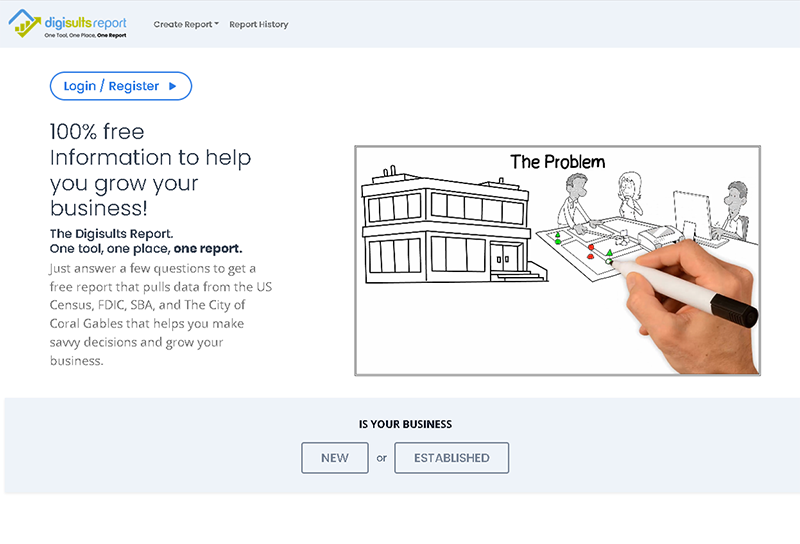 digisults report
One Tool, One Place, One Report
Create Report
Report History
Login / Register
100% free
Information to help
you grow your
business!
The Digisults Report.
One tool, one place, one report.
Just answer a few questions to get a
free report that pulls data from the US
Census, FDIC, SBA, and The City of
Coral Gables that helps you make
savvy decisions and grow your
business.
The Problem
IS YOUR BUSINESS
NEW or ESTABLISHED